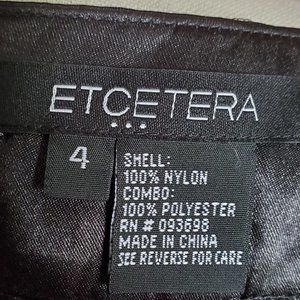 ETCETERA
...
4
SHELL:
100% NYLON
COMBO:
100% POLYESTER
RN # 093698
MADE IN CHINA
SEE REVERSE FOR CARE